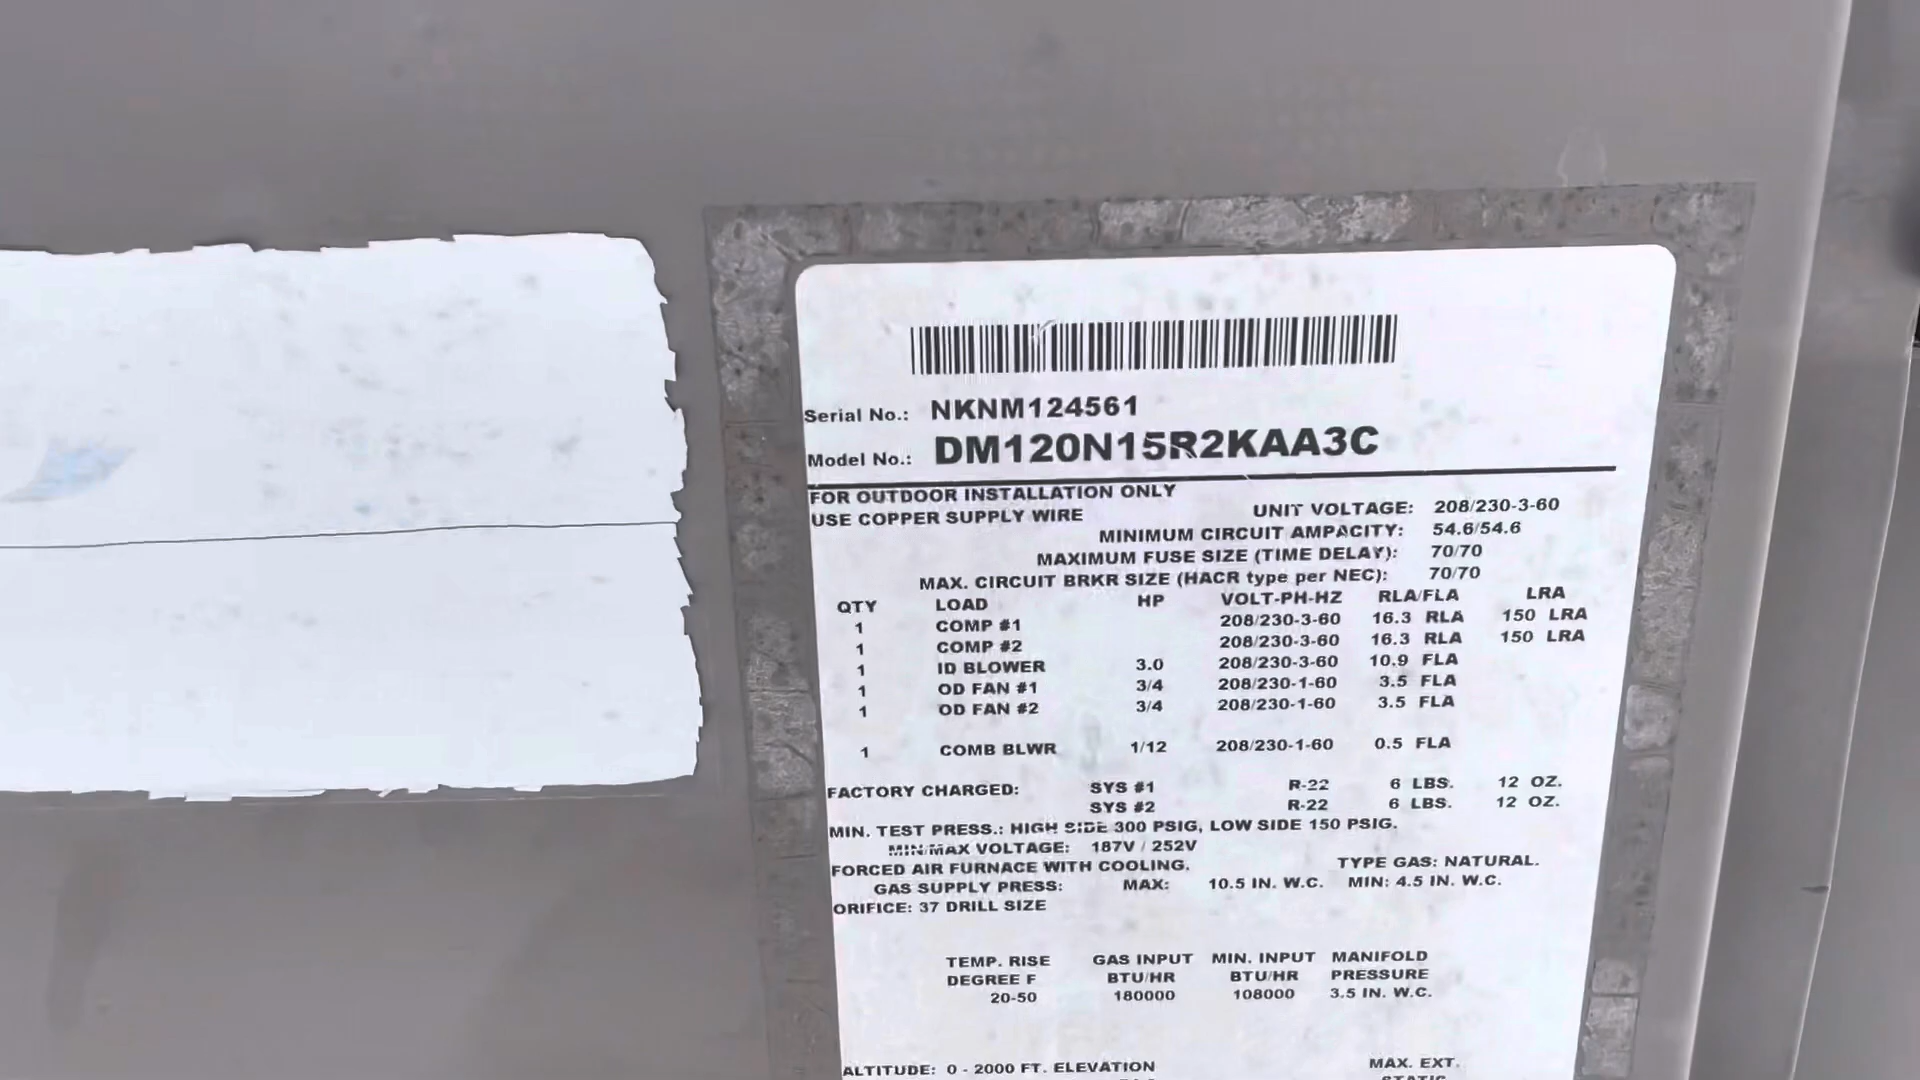 Serial No.: NKNM124561
Model No.: DM120N15R2KAA3C
FOR OUTDOOR INSTALLATION ONLY
USE COPPER SUPPLY WIRE
UNIT VOLTAGE: 208/230-3-60
MINIMUM CIRCUIT AMPACITY: 54.6/54.6
MAXIMUM FUSE SIZE (TIME DELAY): 70/70
MAX. CIRCUIT BRKR SIZE (HACR type per NEC): 70/70
QTY LOAD HP VOLT-PH-HZ RLA/FLA LRA
1 COMP #1 208/230-3-60 16.3 RLA 150 LRA
1 COMP #2 208/230-3-60 16.3 RLA 150 LRA
1 ID BLOWER 3.0 208/230-3-60 10.9 FLA
1 OD FAN #1 3/4 208/230-1-60 3.5 FLA
1 OD FAN #2 3/4 208/230-1-60 3.5 FLA
1 COMB BLWR 1/12 208/230-1-60 0.5 FLA
FACTORY CHARGED: SYS #1 R-22 6 LBS. 12 OZ.
SYS #2 R-22 6 LBS. 12 OZ.
MIN. TEST PRESS.: HIGH SIDE 300 PSIG, LOW SIDE 150 PSIG.
MIN/MAX VOLTAGE: 187V / 252V
FORCED AIR FURNACE WITH COOLING. TYPE GAS: NATURAL.
GAS SUPPLY PRESS: MAX: 10.5 IN. W.C. MIN: 4.5 IN. W.C.
ORIFICE: 37 DRILL SIZE
TEMP. RISE GAS INPUT MIN. INPUT MANIFOLD
DEGREE F BTU/HR BTU/HR PRESSURE
20-50 180000 108000 3.5 IN. W.C.
ALTITUDE: 0 - 2000 FT. ELEVATION MAX. EXT.